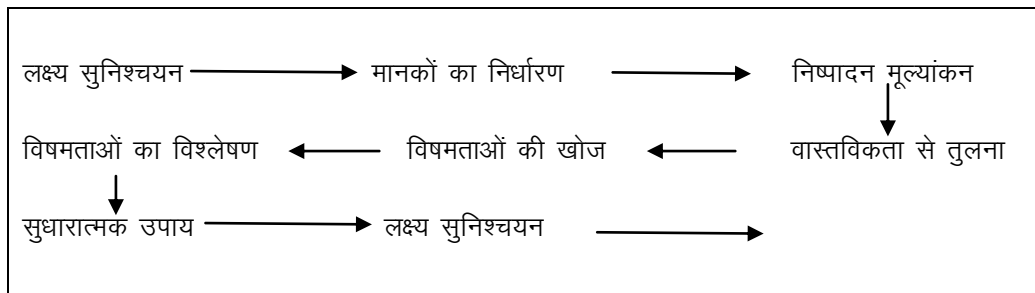 लक्ष्य सुनिश्चयन मानकों का निर्धारण निष्पादन मूल्यांकन
विषमताओं का विश्लेषण विषमताओं की खोज वास्तविकता से तुलना
सुधारात्मक उपाय लक्ष्य सुनिश्चयन